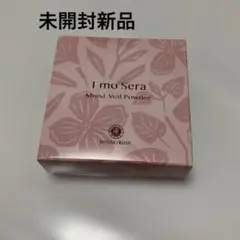 未開封新品
I mo Sera
Moist Veil Powder